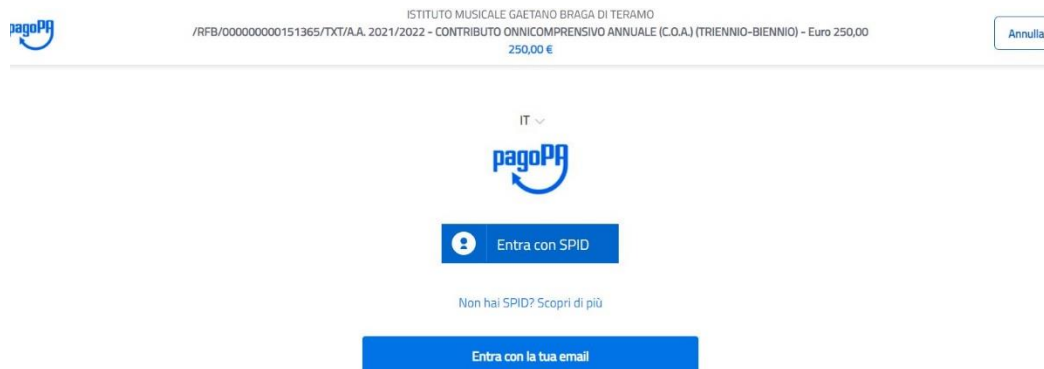 pagoPA
ISTITUTO MUSICALE GAETANO BRAGA DI TERAMO
/RFB/000000000151365/TXT/A.A. 2021/2022 - CONTRIBUTO ONNICOMPRENSIVO ANNUALE (C.O.A.) (TRIENNIO-BIENNIO) - Euro 250,00
250,00 €
Annulla
IT
pagoPA
Entra con SPID
Non hai SPID? Scopri di più
Entra con la tua email